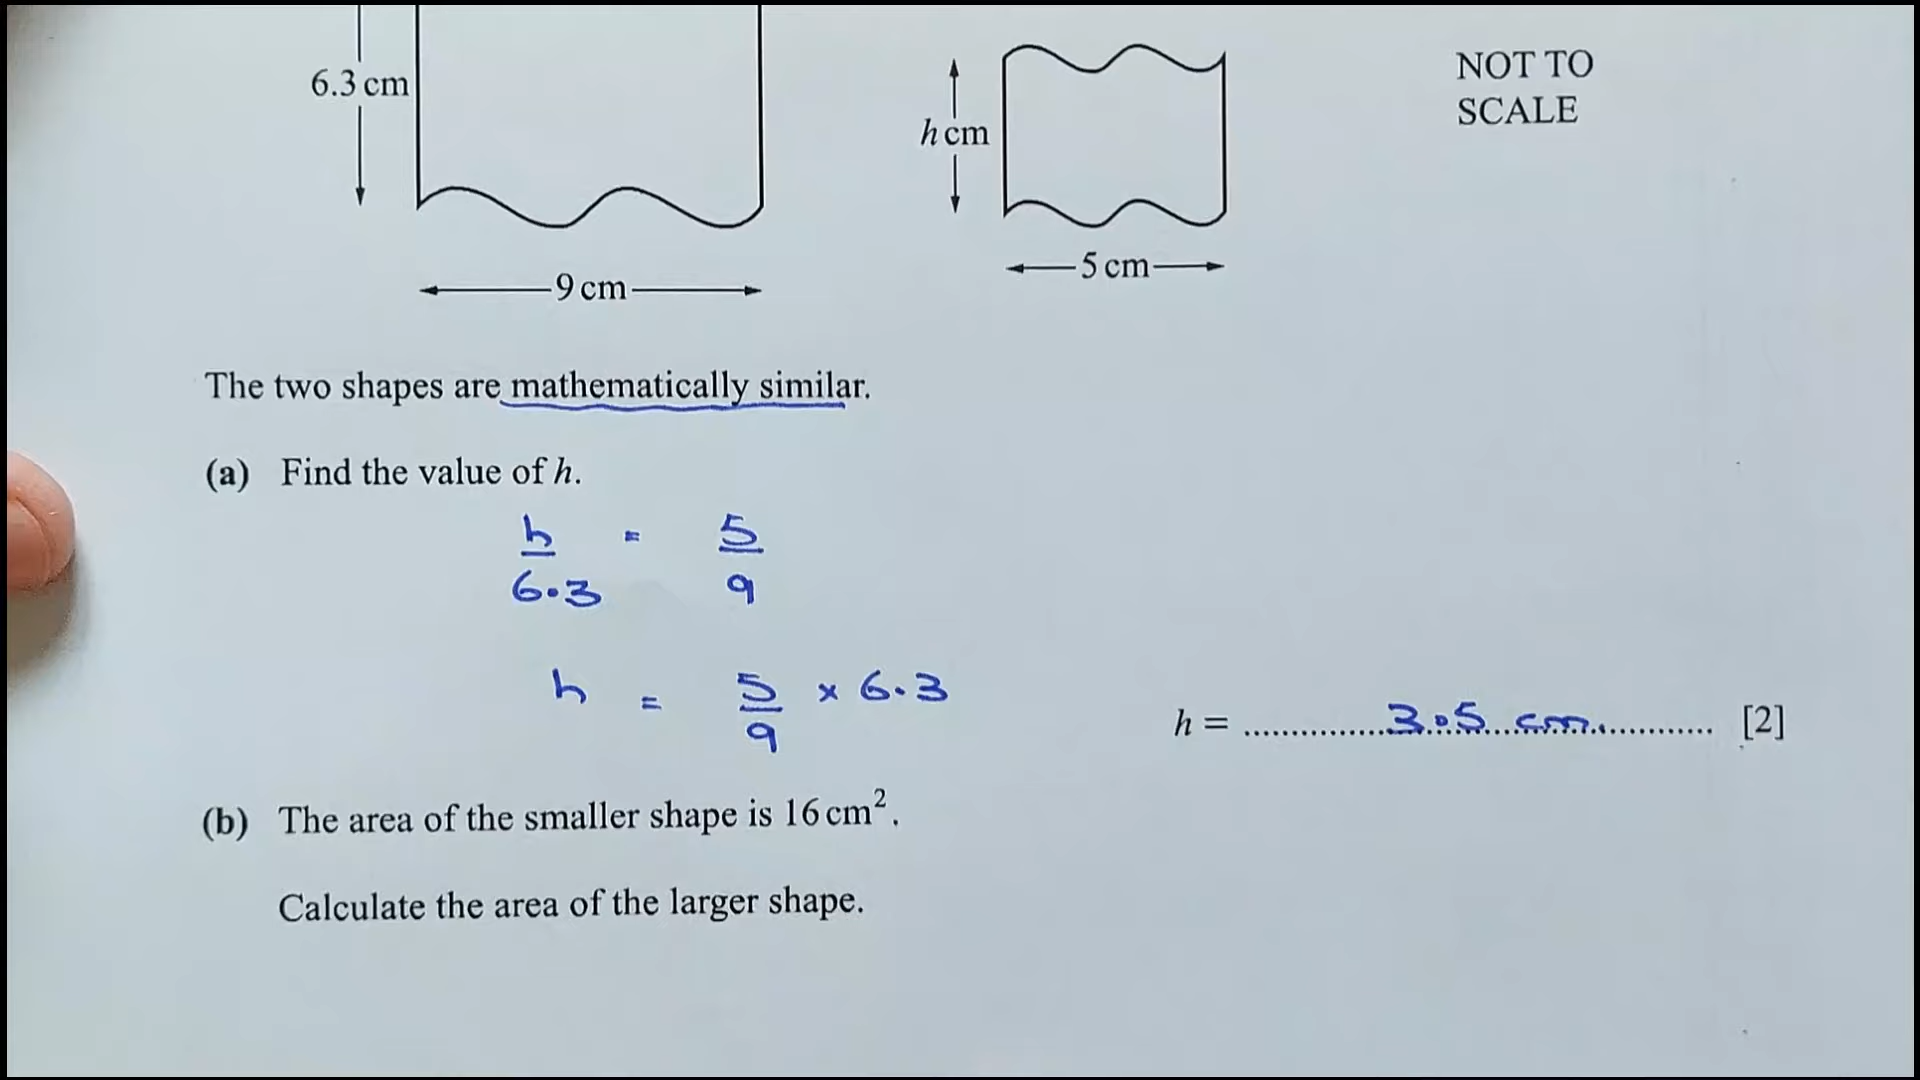 6.3 cm
h cm
NOT TO
SCALE
9 cm
5 cm
The two shapes are mathematically similar.
(a) Find the value of h.
h/6.3 = 5/9
h = 5/9 × 6.3
h = ..............3.5 cm............. [2]
(b) The area of the smaller shape is 16 cm².
Calculate the area of the larger shape.